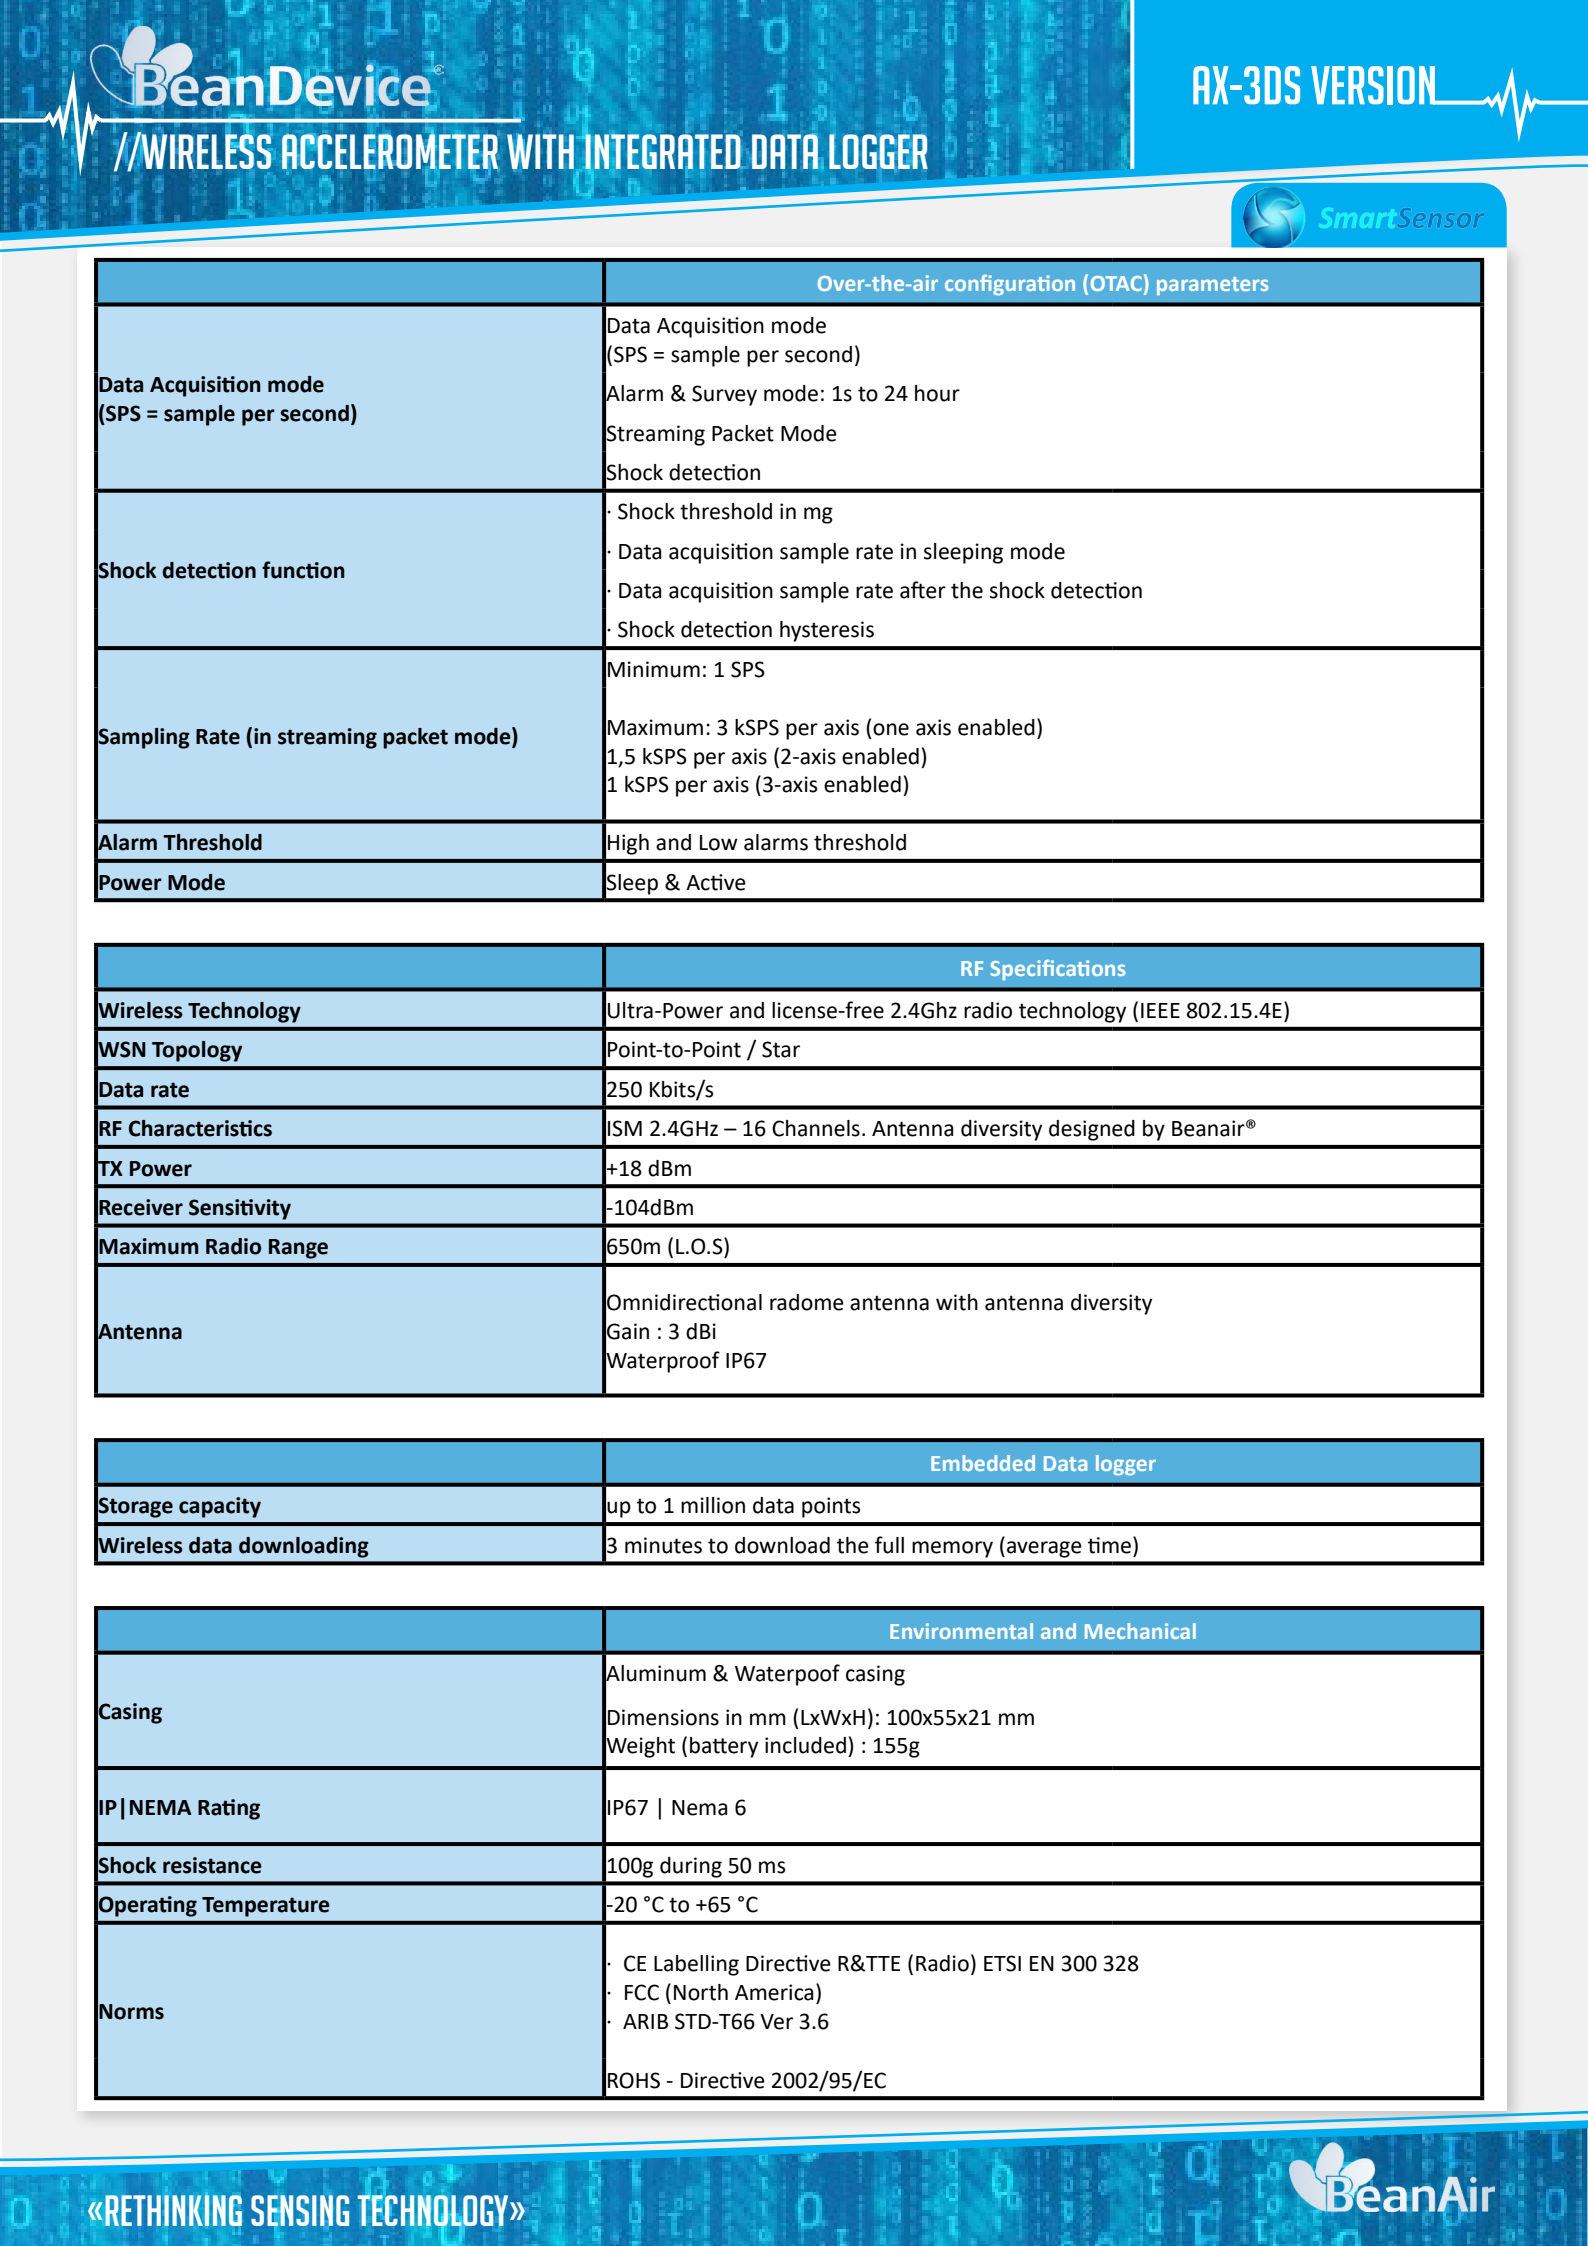 BeanDevice®
AX-3DS VERSION
//WIRELESS ACCELEROMETER WITH INTEGRATED DATA LOGGER
SmartSensor
Over-the-air configuration (OTAC) parameters
Data Acquisition mode
(SPS = sample per second)
Data Acquisition mode
(SPS = sample per second)
Alarm & Survey mode: 1s to 24 hour
Streaming Packet Mode
Shock detection
Shock detection function
· Shock threshold in mg
· Data acquisition sample rate in sleeping mode
· Data acquisition sample rate after the shock detection
· Shock detection hysteresis
Sampling Rate (in streaming packet mode)
Minimum: 1 SPS
Maximum: 3 kSPS per axis (one axis enabled)
1,5 kSPS per axis (2-axis enabled)
1 kSPS per axis (3-axis enabled)
Alarm Threshold
High and Low alarms threshold
Power Mode
Sleep & Active
RF Specifications
Wireless Technology
Ultra-Power and license-free 2.4Ghz radio technology (IEEE 802.15.4E)
WSN Topology
Point-to-Point / Star
Data rate
250 Kbits/s
RF Characteristics
ISM 2.4GHz – 16 Channels. Antenna diversity designed by Beanair®
TX Power
+18 dBm
Receiver Sensitivity
-104dBm
Maximum Radio Range
650m (L.O.S)
Antenna
Omnidirectional radome antenna with antenna diversity
Gain : 3 dBi
Waterproof IP67
Embedded Data logger
Storage capacity
up to 1 million data points
Wireless data downloading
3 minutes to download the full memory (average time)
Environmental and Mechanical
Casing
Aluminum & Waterpoof casing
Dimensions in mm (LxWxH): 100x55x21 mm
Weight (battery included) : 155g
IP|NEMA Rating
IP67 | Nema 6
Shock resistance
100g during 50 ms
Operating Temperature
-20 °C to +65 °C
Norms
· CE Labelling Directive R&TTE (Radio) ETSI EN 300 328
· FCC (North America)
· ARIB STD-T66 Ver 3.6
ROHS - Directive 2002/95/EC
«RETHINKING SENSING TECHNOLOGY»
BeanAir